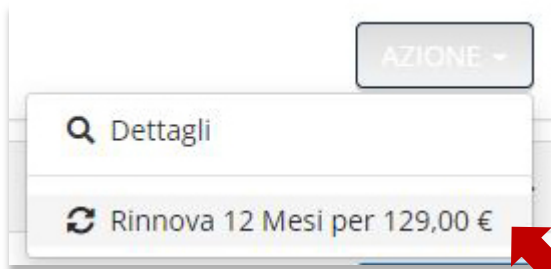 AZIONE
Dettagli
Rinnova 12 Mesi per 129,00 €